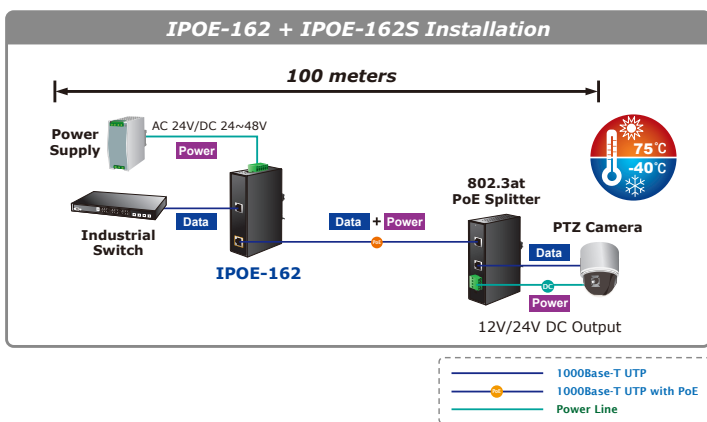 IPOE-162 + IPOE-162S Installation
100 meters
Power
Supply
AC 24V/DC 24~48V
Power
75°C
-40°C
802.3at
PoE Splitter
Data
Data + Power
PTZ Camera
Industrial
Switch
PoE
Data
IPOE-162
DC
Power
12V/24V DC Output
1000Base-T UTP
PoE
1000Base-T UTP with PoE
Power Line